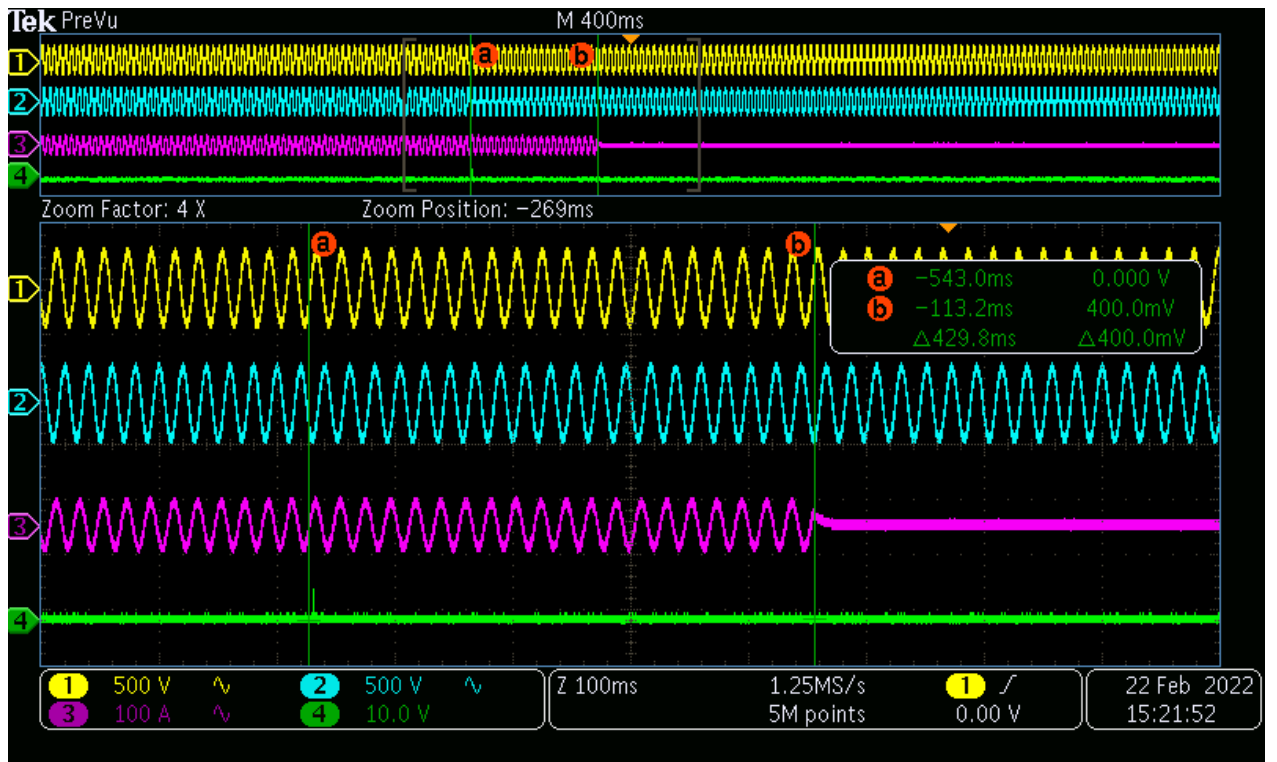 Tek PreVu M 400ms
1
a b
2
3
4
Zoom Factor: 4 X Zoom Position: -269ms
a b
1
a -543.0ms 0.000 V
b -113.2ms 400.0mV
△429.8ms △400.0mV
2
3
4
1 500 V 2 500 V Z 100ms 1.25MS/s 1 22 Feb 2022
3 100 A 4 10.0 V 5M points 0.00 V 15:21:52